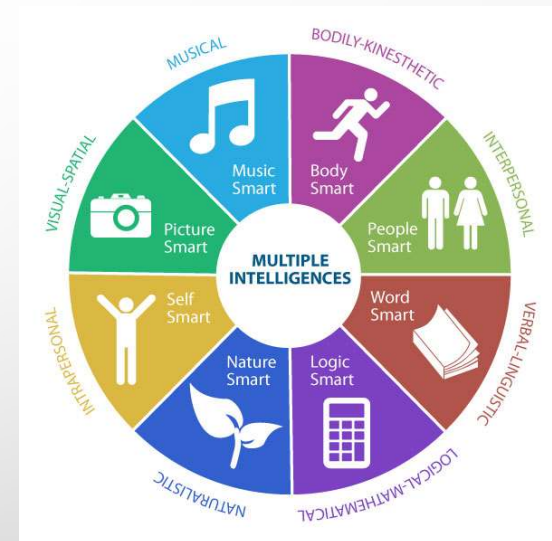 MUSICAL
BODILY-KINESTHETIC
VISUAL-SPATIAL
INTERPERSONAL
Music
Smart
Body
Smart
Picture
Smart
People
Smart
MULTIPLE
INTELLIGENCES
Self
Smart
Word
Smart
Nature
Smart
Logic
Smart
INTRAPERSONAL
VERBAL-LINGUISTIC
NATURALISTIC
LOGICAL-MATHEMATICAL